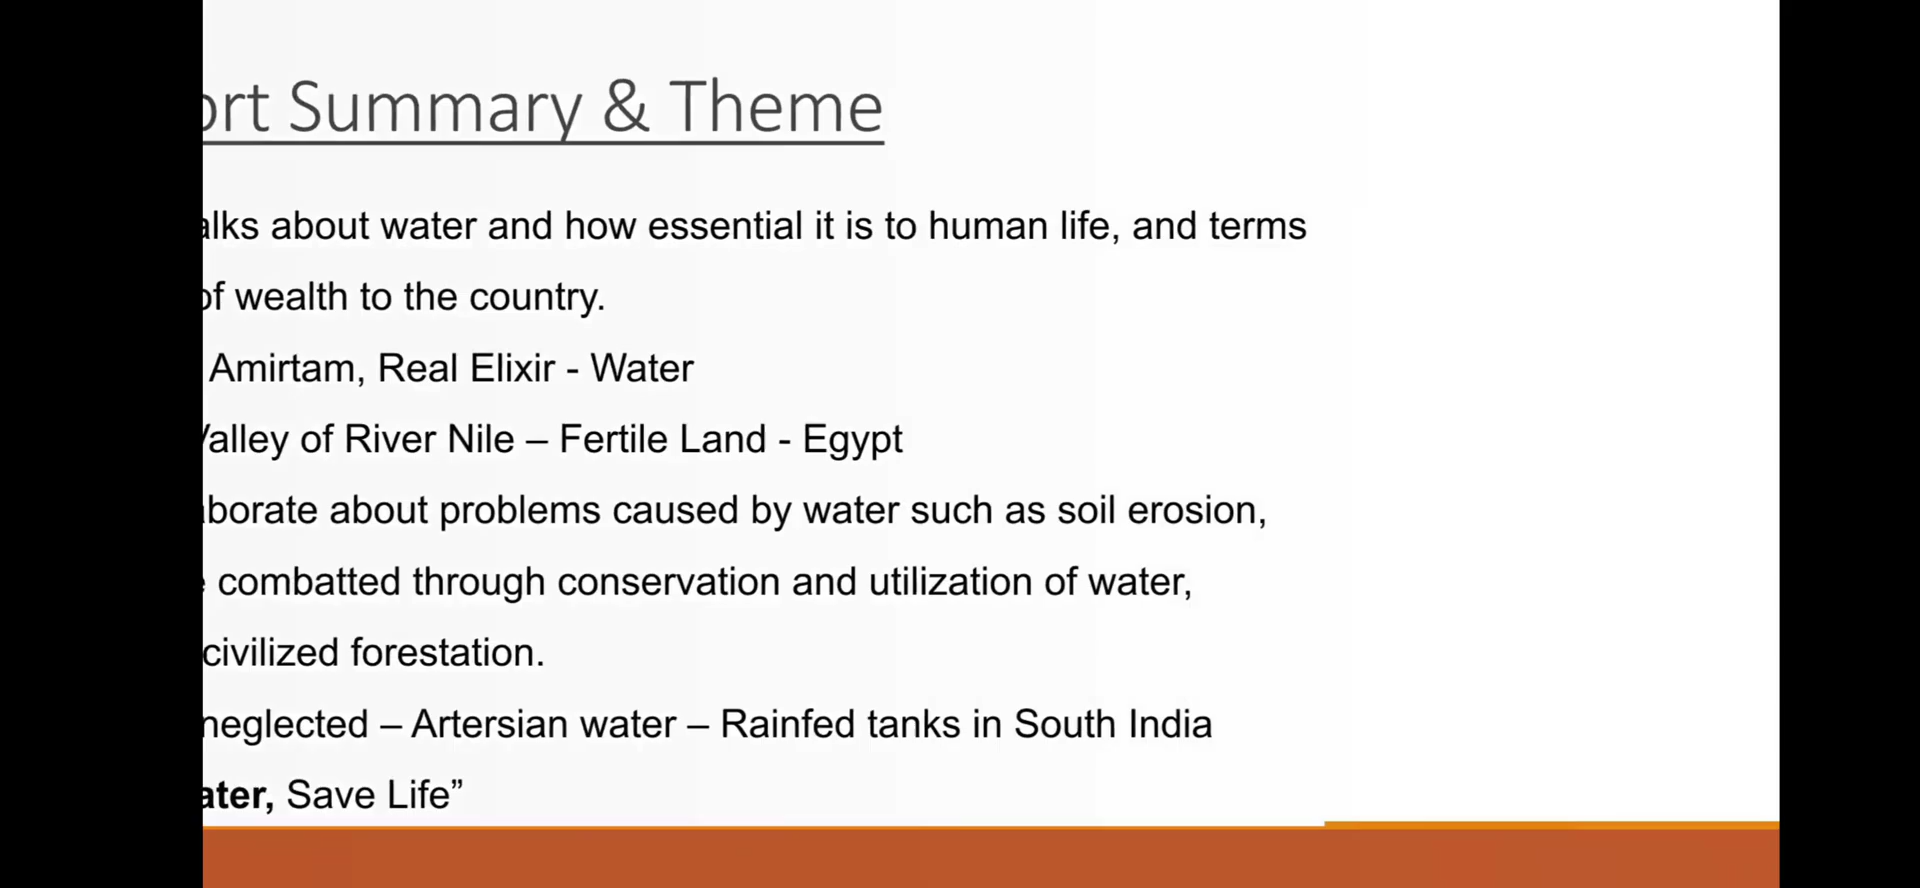 ort Summary & Theme
alks about water and how essential it is to human life, and terms
of wealth to the country.
Amirtam, Real Elixir - Water
Valley of River Nile – Fertile Land - Egypt
borate about problems caused by water such as soil erosion,
combatted through conservation and utilization of water,
civilized forestation.
neglected – Artersian water – Rainfed tanks in South India
ater, Save Life”